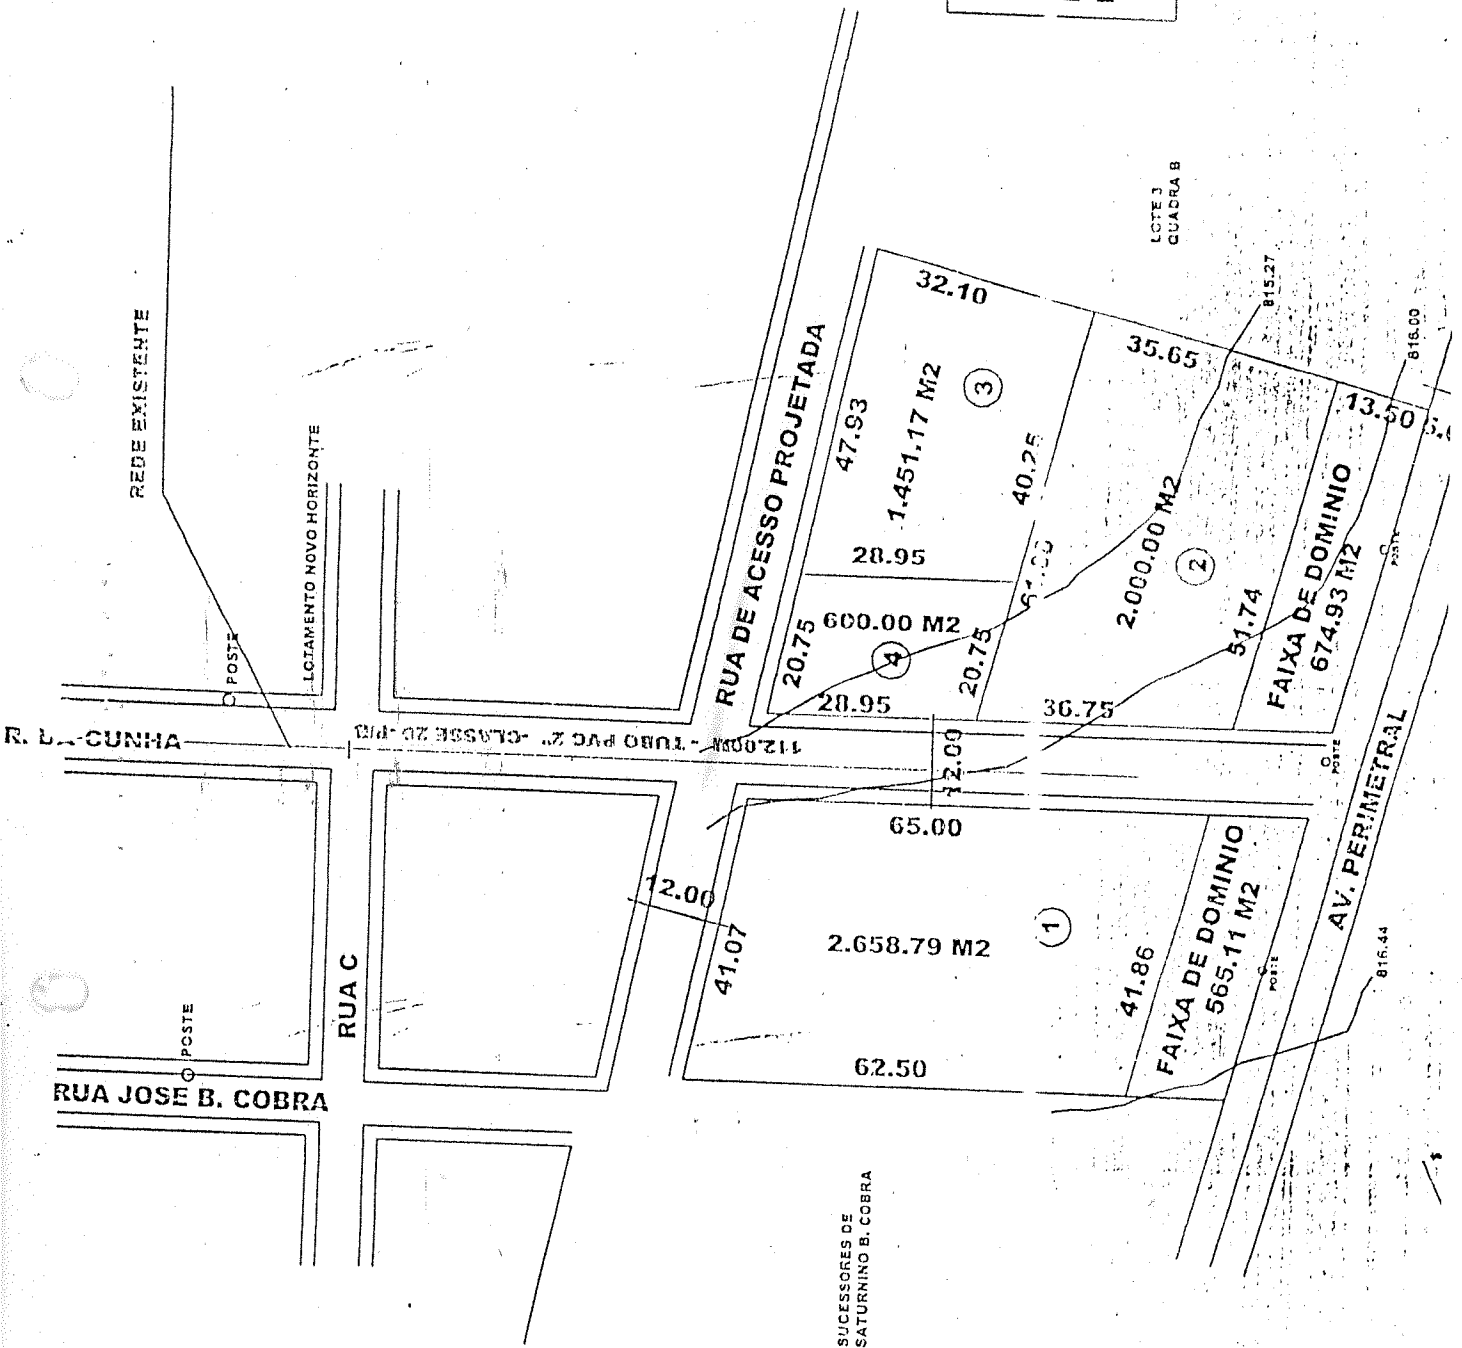 REDE EXISTENTE
LOTAMENTO NOVO HORIZONTE
POSTE
R. CUNHA
112.00M - TUBO PVC 2" - CLASSE 20 -
RUA DE ACESSO PROJETADA
LOTE 3
QUADRA B
32.10
47.93
1.451.17 M2
3
40.25
28.95
35.65
815.27
816.00
13.50
2.000.00 M2
2
51.74
FAIXA DE DOMINIO
674.93 M2
POSTE
20.75
600.00 M2
4
28.95
20.75
36.75
12.00
POSTE
AV. PERIMETRAL
65.00
12.00
41.07
2.658.79 M2
1
41.86
FAIXA DE DOMINIO
565.11 M2
POSTE
816.44
62.50
RUA C
POSTE
RUA JOSE B. COBRA
SUCESSORES DE
SATURNINO B. COBRA